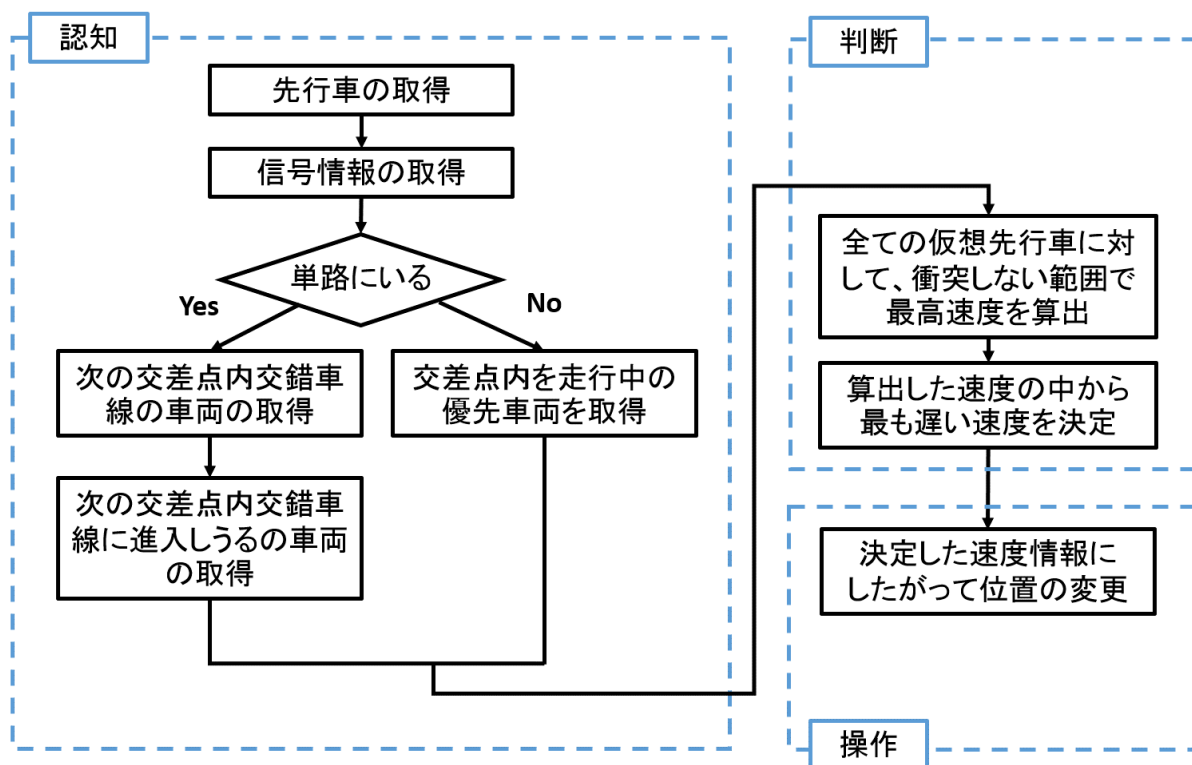 認知
先行車の取得
信号情報の取得
単路にいる
Yes
No
次の交差点内交錯車
線の車両の取得
交差点内を走行中の
優先車両を取得
次の交差点内交錯車
線に進入しうるの車両
の取得
判断
全ての仮想先行車に対
して、衝突しない範囲で
最高速度を算出
算出した速度の中から
最も遅い速度を決定
決定した速度情報に
したがって位置の変更
操作